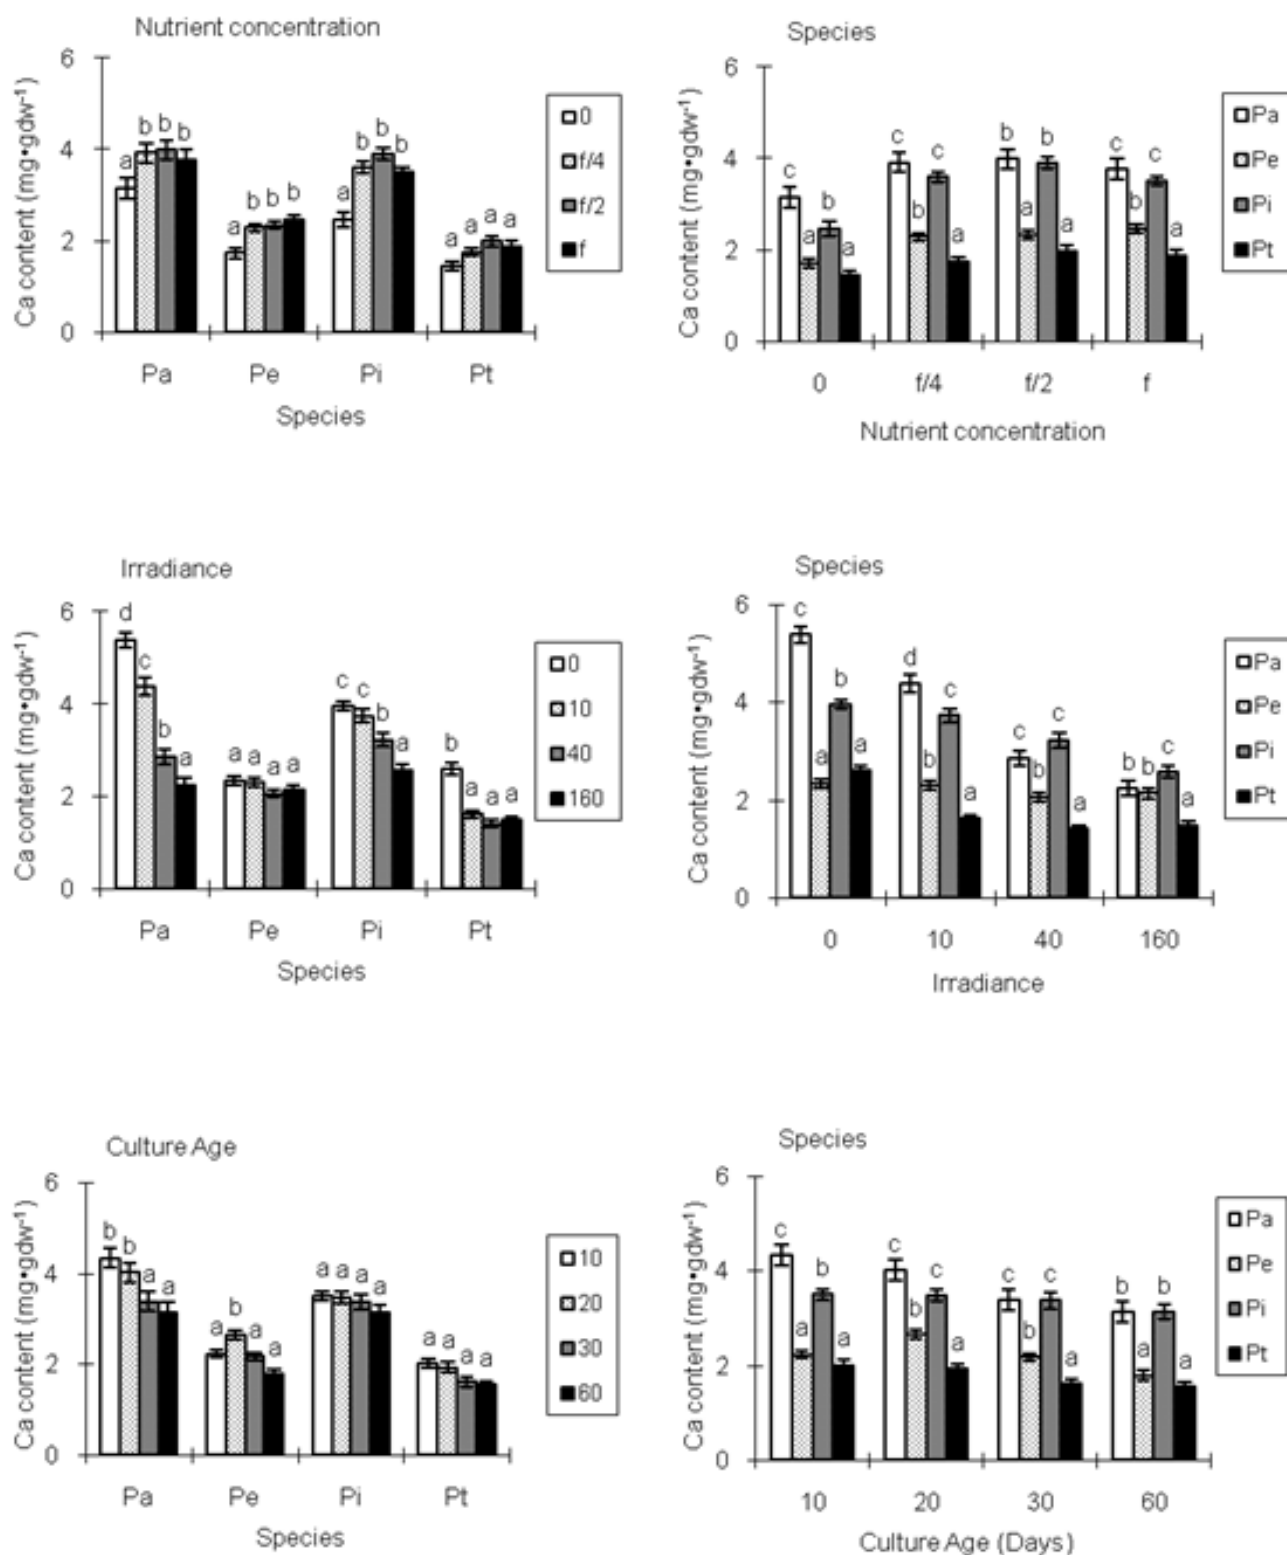 Nutrient concentration
Ca content (mg•gdw⁻¹)
6
4
2
0
a b b b
a b b b
a b b b
a a a a
Pa Pe Pi Pt
Species
0
f/4
f/2
f
Species
Ca content (mg•gdw⁻¹)
6
4
2
0
c a b a
c b c a
b a b a
c b c a
0 f/4 f/2 f
Nutrient concentration
Pa
Pe
Pi
Pt
Irradiance
Ca content (mg•gdw⁻¹)
6
4
2
0
d c b a
a a a a
c c b a
b a a a
Pa Pe Pi Pt
Species
0
10
40
160
Species
Ca content (mg•gdw⁻¹)
6
4
2
0
c a b a
d b c a
c b c a
b b c a
0 10 40 160
Irradiance
Pa
Pe
Pi
Pt
Culture Age
Ca content (mg•gdw⁻¹)
6
4
2
0
b b a a
a b a a
a a a a
a a a a
Pa Pe Pi Pt
Species
10
20
30
60
Species
Ca content (mg•gdw⁻¹)
6
4
2
0
c a b a
c b c a
c b c a
b a b a
10 20 30 60
Culture Age (Days)
Pa
Pe
Pi
Pt